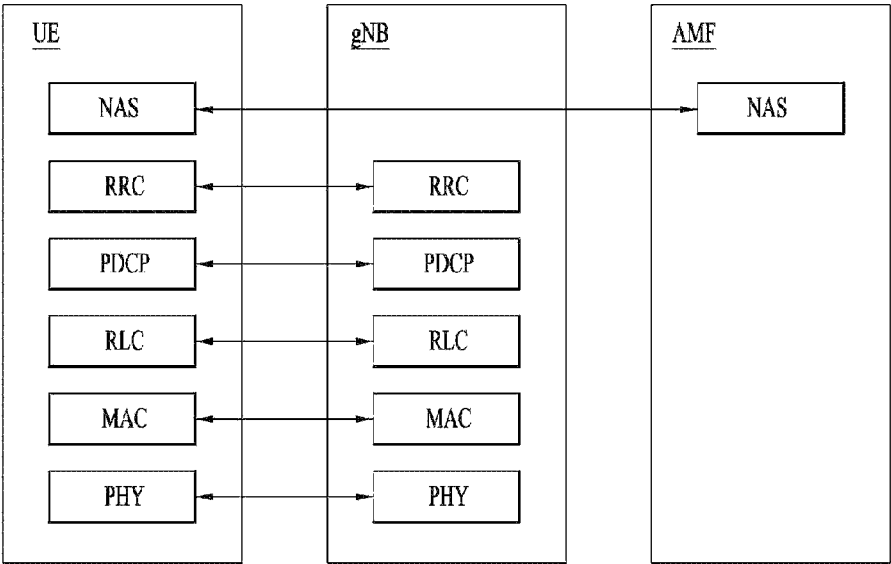 UE gNB AMF
NAS NAS
RRC RRC
PDCP PDCP
RLC RLC
MAC MAC
PHY PHY